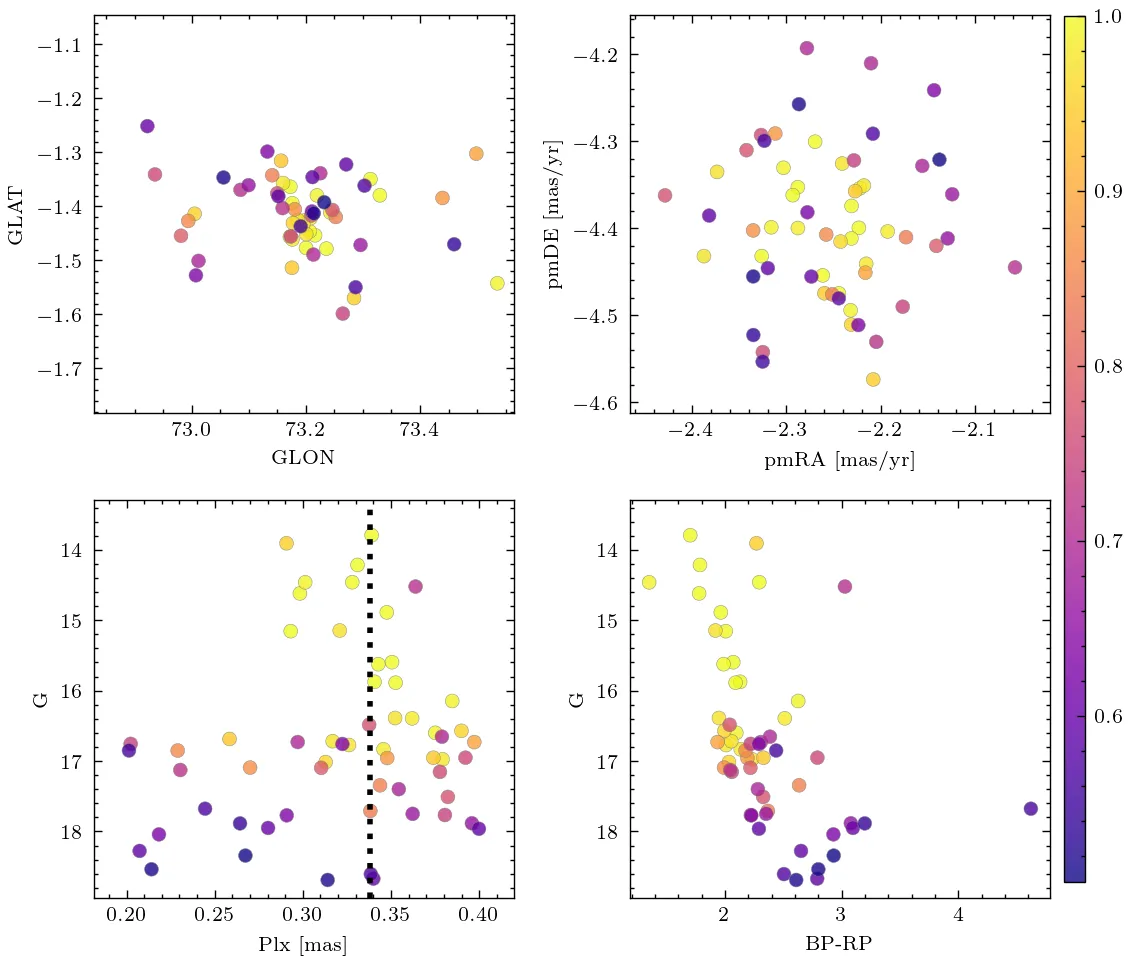 −1.1
−1.2
−1.3
−1.4
−1.5
−1.6
−1.7
GLAT
73.0 73.2 73.4
GLON
−4.2
−4.3
−4.4
−4.5
−4.6
pmDE [mas/yr]
−2.4 −2.3 −2.2 −2.1
pmRA [mas/yr]
14
15
16
17
18
G
0.20 0.25 0.30 0.35 0.40
Plx [mas]
14
15
16
17
18
G
2 3 4
BP-RP
1.0
0.9
0.8
0.7
0.6